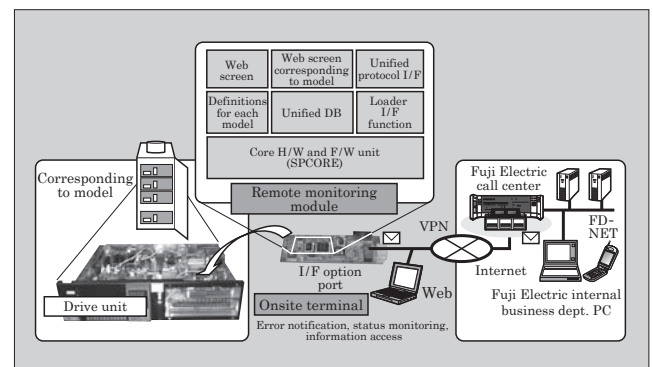 Web
screen
Web screen
corresponding
to model
Unified
protocol I/F
Definitions
for each
model
Unified DB
Loader
I/F
function
Core H/W and F/W unit
(SPCORE)
Remote monitoring
module
Corresponding
to model
Drive unit
I/F option
port
Onsite terminal
Error notification, status monitoring,
information access
Web
VPN
Internet
Fuji Electric
call center
FD-
NET
Fuji Electric internal
business dept. PC